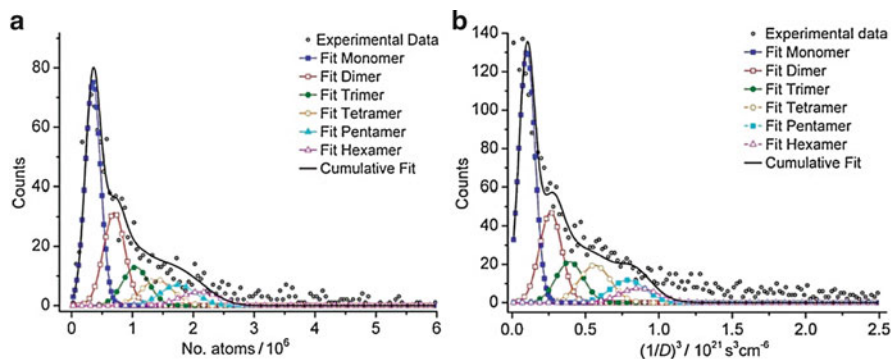 a
Counts
80
60
40
20
0
Experimental Data
Fit Monomer
Fit Dimer
Fit Trimer
Fit Tetramer
Fit Pentamer
Fit Hexamer
Cumulative Fit
0 1 2 3 4 5 6
No. atoms / 10⁶
b
Counts
140
120
100
80
60
40
20
0
Experimental data
Fit Monomer
Fit Dimer
Fit Trimer
Fit Tetramer
Fit Pentamer
Fit Hexamer
Cumulative Fit
0.0 0.5 1.0 1.5 2.0 2.5
(1/D)³ / 10²¹ s³cm⁻⁶